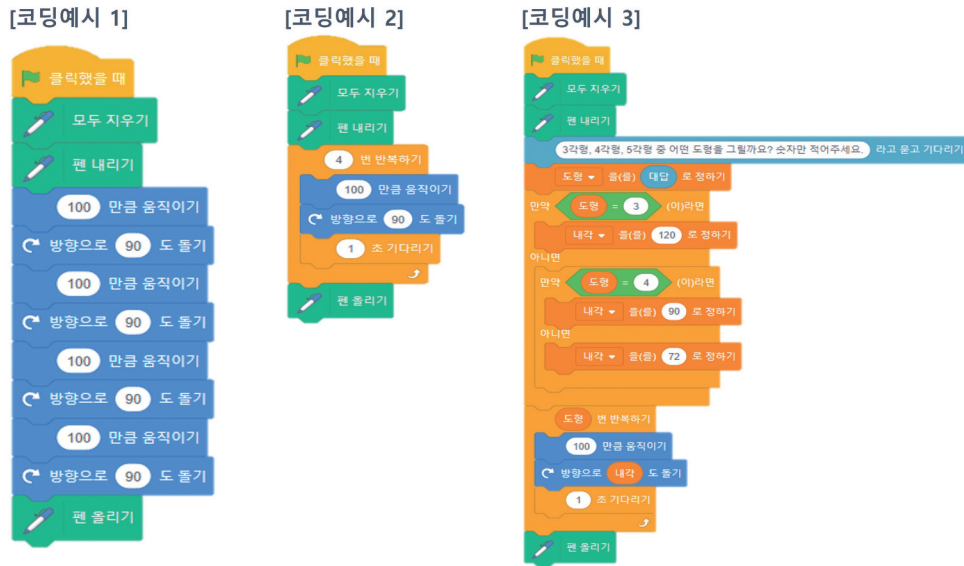 [코딩예시 1]
클릭했을 때
모두 지우기
펜 내리기
100 만큼 움직이기
방향으로 90 도 돌기
100 만큼 움직이기
방향으로 90 도 돌기
100 만큼 움직이기
방향으로 90 도 돌기
100 만큼 움직이기
방향으로 90 도 돌기
펜 올리기
[코딩예시 2]
클릭했을 때
모두 지우기
펜 내리기
4 번 반복하기
100 만큼 움직이기
방향으로 90 도 돌기
1 초 기다리기
펜 올리기
[코딩예시 3]
클릭했을 때
모두 지우기
펜 내리기
3각형, 4각형, 5각형 중 어떤 도형을 그릴까요? 숫자만 적어주세요. 라고 묻고 기다리기
도형 을(를) 대답 로 정하기
만약 도형 = 3 (이)라면
내각 을(를) 120 로 정하기
아니면
만약 도형 = 4 (이)라면
내각 을(를) 90 로 정하기
아니면
내각 을(를) 72 로 정하기
도형 번 반복하기
100 만큼 움직이기
방향으로 내각 도 돌기
1 초 기다리기
펜 올리기